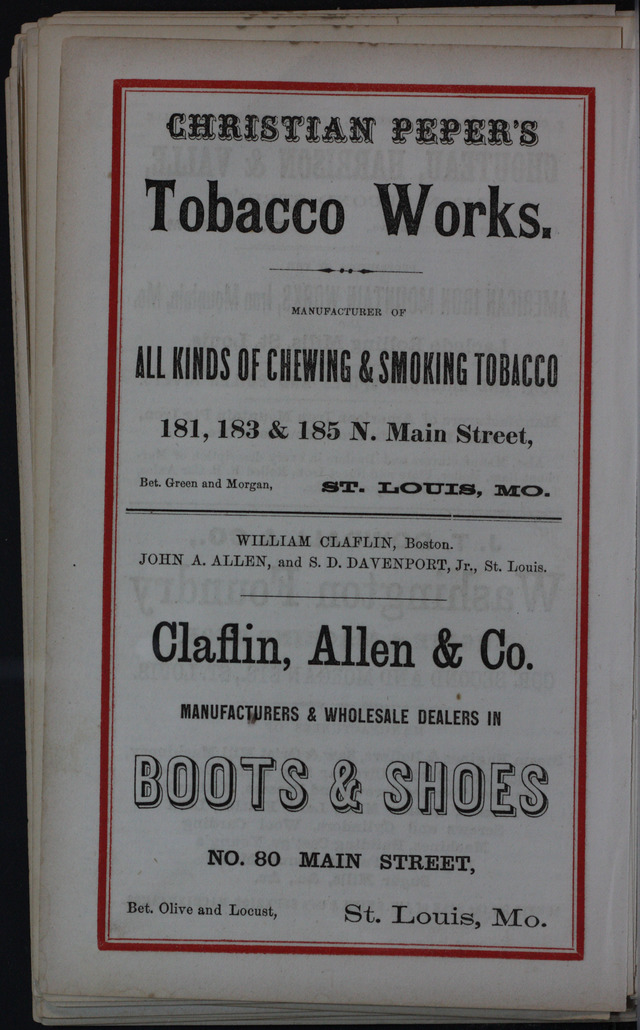 CHRISTIAN PEPER'S
Tobacco Works.
MANUFACTURER OF
ALL KINDS OF CHEWING & SMOKING TOBACCO
181, 183 & 185 N. Main Street,
Bet. Green and Morgan, ST. LOUIS, MO.
WILLIAM CLAFLIN, Boston.
JOHN A. ALLEN, and S. D. DAVENPORT, Jr., St. Louis.
Claflin, Allen & Co.
MANUFACTURERS & WHOLESALE DEALERS IN
BOOTS & SHOES
NO. 80 MAIN STREET,
Bet. Olive and Locust, St. Louis, Mo.